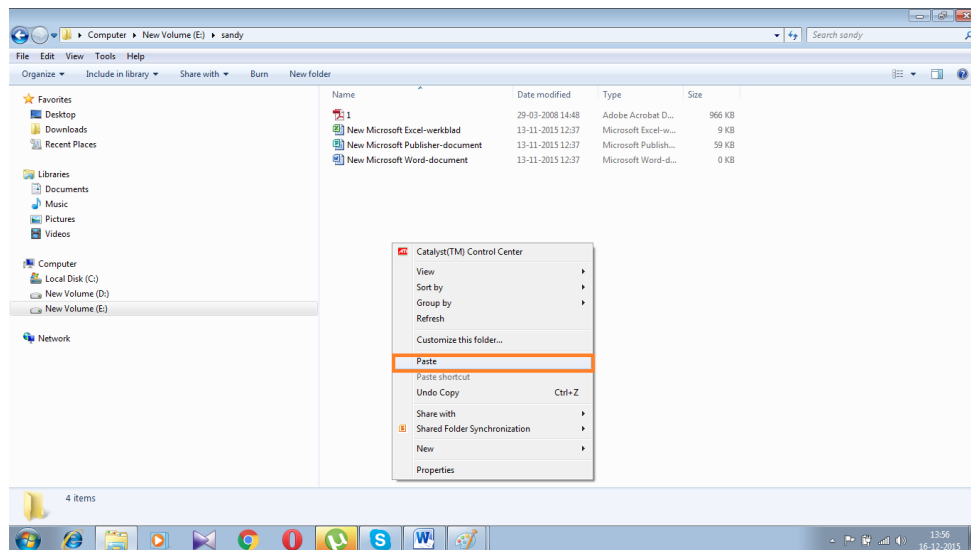 Computer ▸ New Volume (E:) ▸ sandy
Search sandy
File Edit View Tools Help
Organize Include in library Share with Burn New folder
Name Date modified Type Size
Favorites
Desktop
Downloads
Recent Places
Libraries
Documents
Music
Pictures
Videos
Computer
Local Disk (C:)
New Volume (D:)
New Volume (E:)
Network
1 29-03-2008 14:48 Adobe Acrobat D... 966 KB
New Microsoft Excel-werkblad 13-11-2015 12:37 Microsoft Excel-w... 9 KB
New Microsoft Publisher-document 13-11-2015 12:37 Microsoft Publish... 59 KB
New Microsoft Word-document 13-11-2015 12:37 Microsoft Word-d... 0 KB
Catalyst(TM) Control Center
View
Sort by
Group by
Refresh
Customize this folder...
Paste
Paste shortcut
Undo Copy Ctrl+Z
Share with
Shared Folder Synchronization
New
Properties
4 items
13:56
16-12-2015